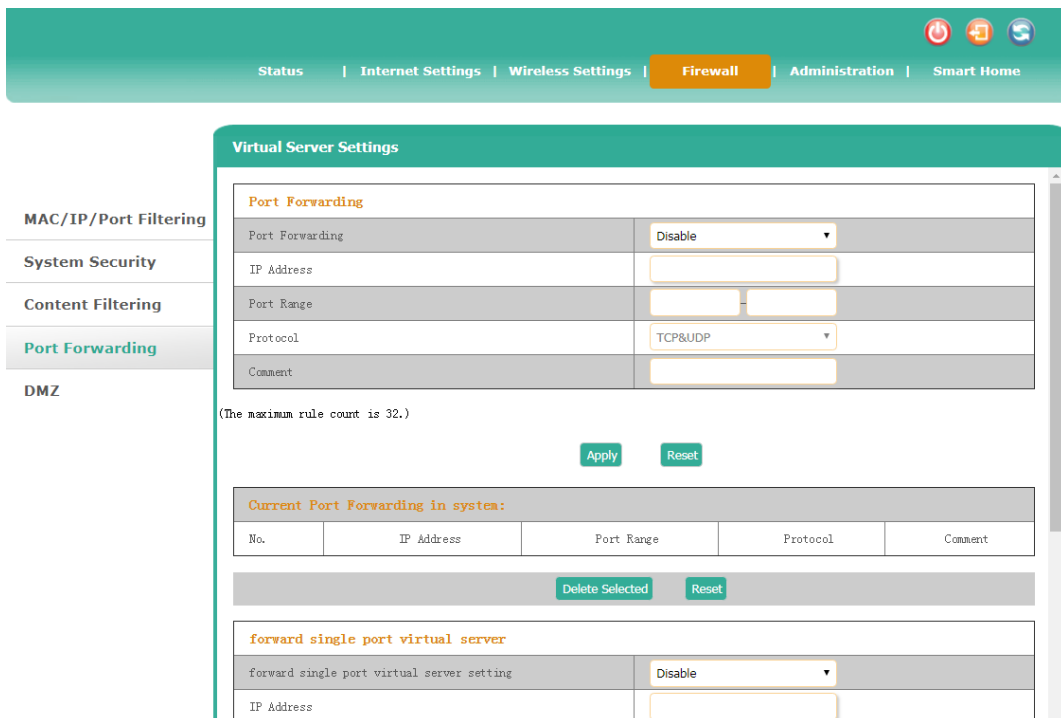 Status | Internet Settings | Wireless Settings | Firewall | Administration | Smart Home
Virtual Server Settings
MAC/IP/Port Filtering
System Security
Content Filtering
Port Forwarding
DMZ
Port Forwarding
Port Forwarding Disable
IP Address
Port Range -
Protocol TCP&UDP
Comment
(The maximum rule count is 32.)
Apply Reset
Current Port Forwarding in system:
No. IP Address Port Range Protocol Comment
Delete Selected Reset
forward single port virtual server
forward single port virtual server setting Disable
IP Address